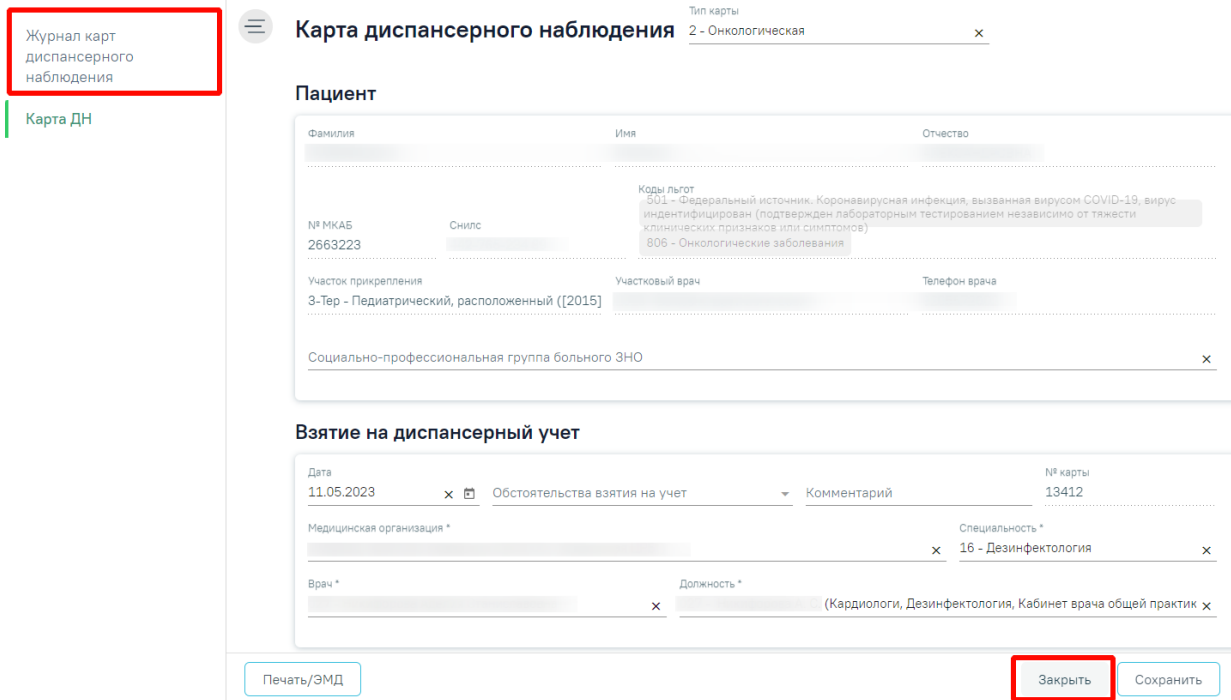 Журнал карт
диспансерного
наблюдения
Карта ДН
Карта диспансерного наблюдения
Тип карты
2 - Онкологическая
Пациент
Фамилия Имя Отчество
Коды льгот
501 - Федеральный источник. Коронавирусная инфекция, вызванная вирусом COVID-19, вирус
индентифицирован (подтвержден лабораторным тестированием независимо от тяжести
клинических признаков или симптомов)
806 - Онкологические заболевания
№ МКАБ Снилс
2663223
Участок прикрепления Участковый врач Телефон врача
3-Тер - Педиатрический, расположенный ([2015]
Социально-профессиональная группа больного ЗНО
Взятие на диспансерный учет
Дата № карты
11.05.2023 Обстоятельства взятия на учет Комментарий 13412
Медицинская организация * Специальность *
16 - Дезинфектология
Врач * Должность *
(Кардиологи, Дезинфектология, Кабинет врача общей практик
Печать/ЭМД Закрыть Сохранить